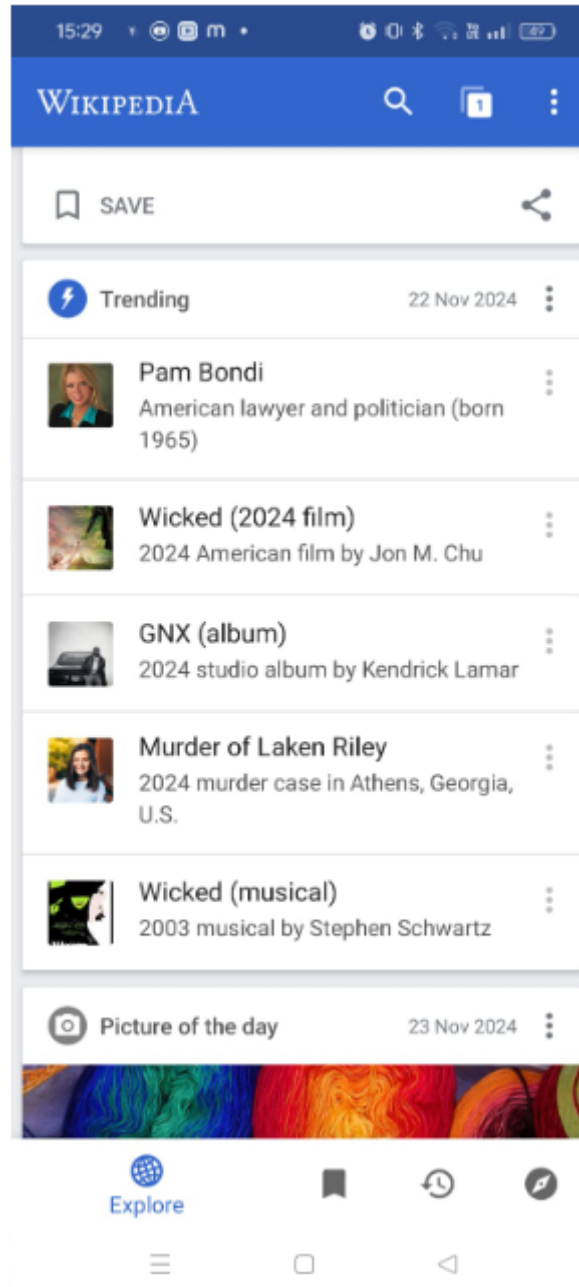 15:29
49
WIKIPEDIA
1
SAVE
Trending
22 Nov 2024
Pam Bondi
American lawyer and politician (born
1965)
Wicked (2024 film)
2024 American film by Jon M. Chu
GNX (album)
2024 studio album by Kendrick Lamar
Murder of Laken Riley
2024 murder case in Athens, Georgia,
U.S.
Wicked (musical)
2003 musical by Stephen Schwartz
Picture of the day
23 Nov 2024
Explore